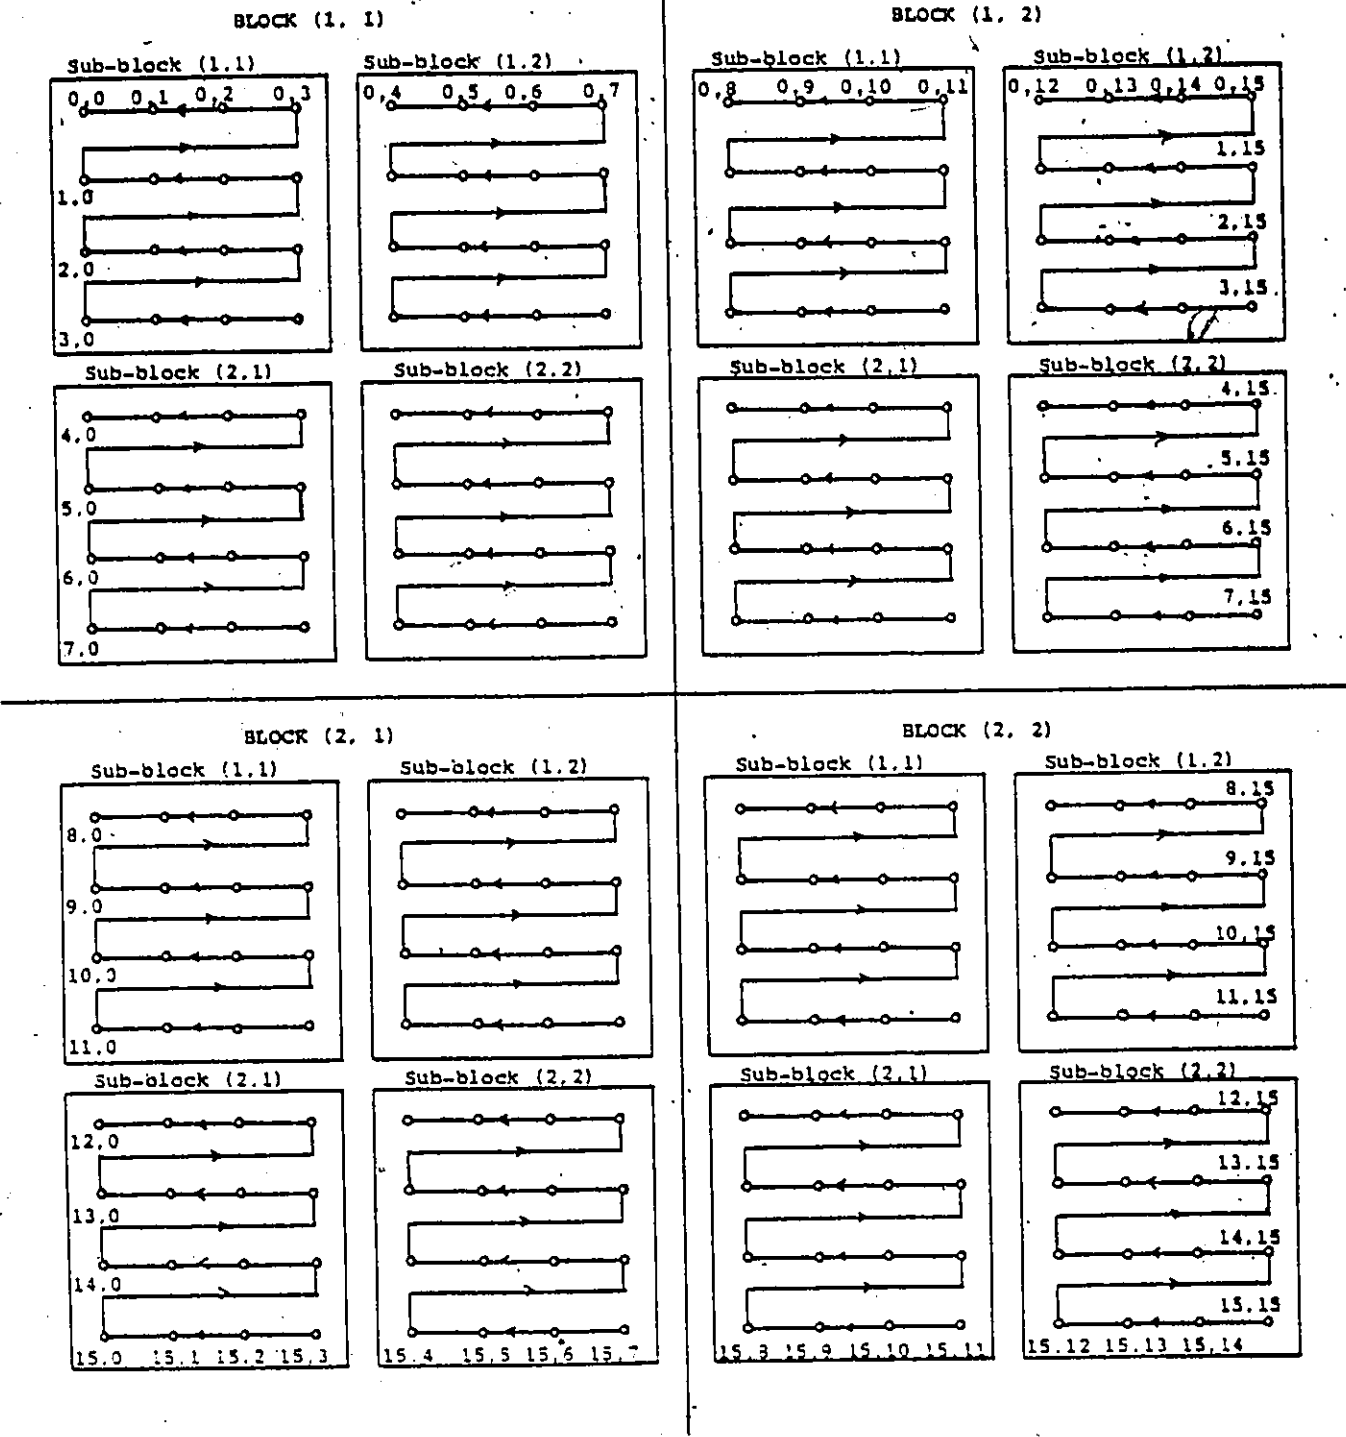 BLOCK (1, 1)
BLOCK (1, 2)
Sub-block (1,1)
Sub-block (1,2)
Sub-block (1,1)
Sub-block (1,2)
0,0 0,1 0,2 0,3
0,4 0,5 0,6 0,7
0,8 0,9 0,10 0,11
0,12 0,13 0,14 0,15
1,15
1,0
2,15
2,0
3,15
3,0
Sub-block (2,1)
Sub-block (2,2)
Sub-block (2,1)
Sub-block (2,2)
4,15
4,0
5,15
5,0
6,15
6,0
7,15
7,0
BLOCK (2, 1)
BLOCK (2, 2)
Sub-block (1,1)
Sub-block (1,2)
Sub-block (1,1)
Sub-block (1,2)
8,15
8,0
9,15
9,0
10,15
10,0
11,15
11,0
Sub-block (2,1)
Sub-block (2,2)
Sub-block (2,1)
Sub-block (2,2)
12,15
12,0
13,15
13,0
14,15
14,0
15,15
15,0 15,1 15,2 15,3
15,4 15,5 15,6 15,7
15,8 15,9 15,10 15,11
15,12 15,13 15,14